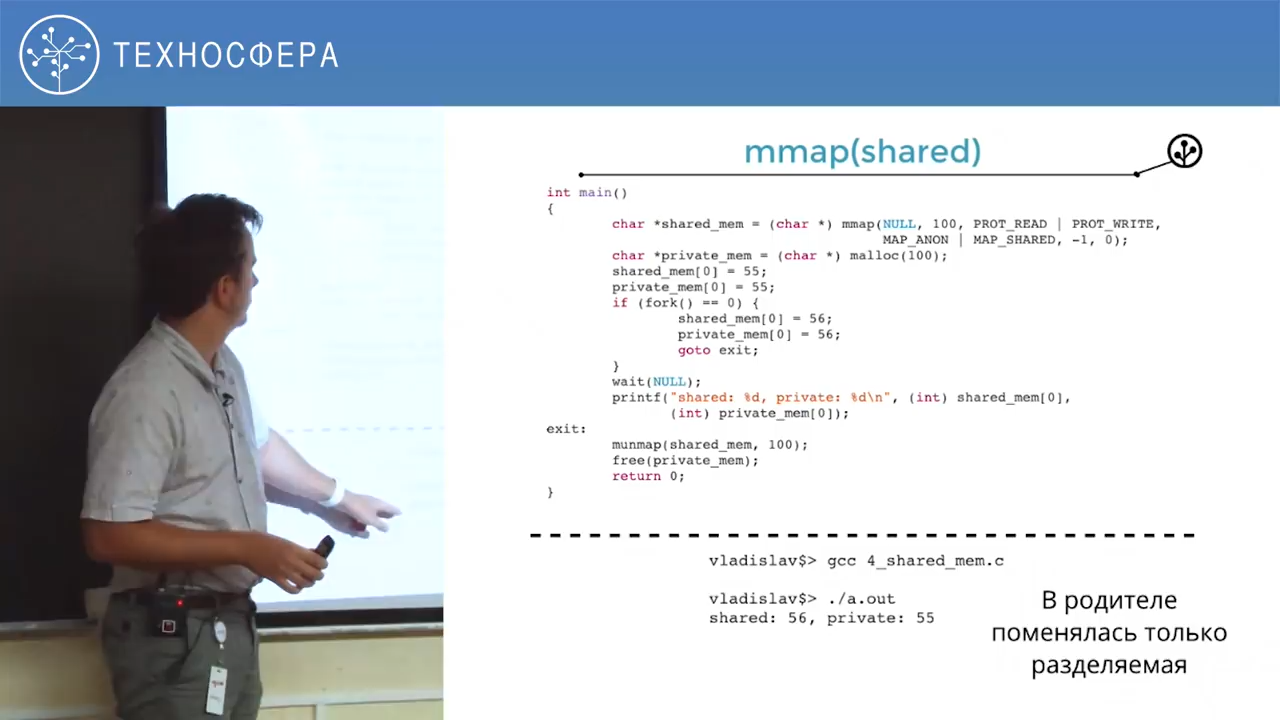 ТЕХНОСФЕРА
mmap(shared)
int main()
{
        char *shared_mem = (char *) mmap(NULL, 100, PROT_READ | PROT_WRITE,
                                         MAP_ANON | MAP_SHARED, -1, 0);
        char *private_mem = (char *) malloc(100);
        shared_mem[0] = 55;
        private_mem[0] = 55;
        if (fork() == 0) {
                shared_mem[0] = 56;
                private_mem[0] = 56;
                goto exit;
        }
        wait(NULL);
        printf("shared: %d, private: %d\n", (int) shared_mem[0],
               (int) private_mem[0]);
exit:
        munmap(shared_mem, 100);
        free(private_mem);
        return 0;
}
vladislav$> gcc 4_shared_mem.c
vladislav$> ./a.out
shared: 56, private: 55
В родителе
поменялась только
разделяемая